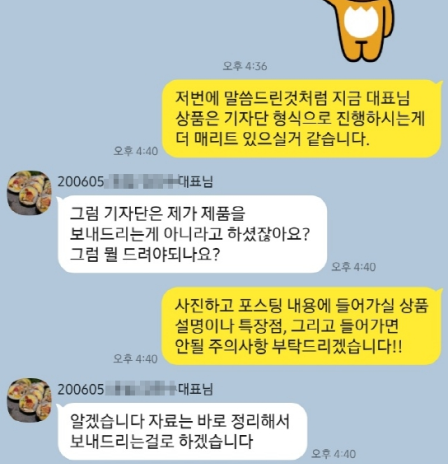 오후 4:36
저번에 말씀드린것처럼 지금 대표님
상품은 기자단 형식으로 진행하시는게
더 매리트 있으실거 같습니다.
오후 4:40
200605 대표님
그럼 기자단은 제가 제품을
보내드리는게 아니라고 하셨잖아요?
그럼 뭘 드려야되나요?
오후 4:40
사진하고 포스팅 내용에 들어가실 상품
설명이나 특장점, 그리고 들어가면
안될 주의사항 부탁드리겠습니다!!
오후 4:40
200605 대표님
알겠습니다 자료는 바로 정리해서
보내드리는걸로 하겠습니다
오후 4:40